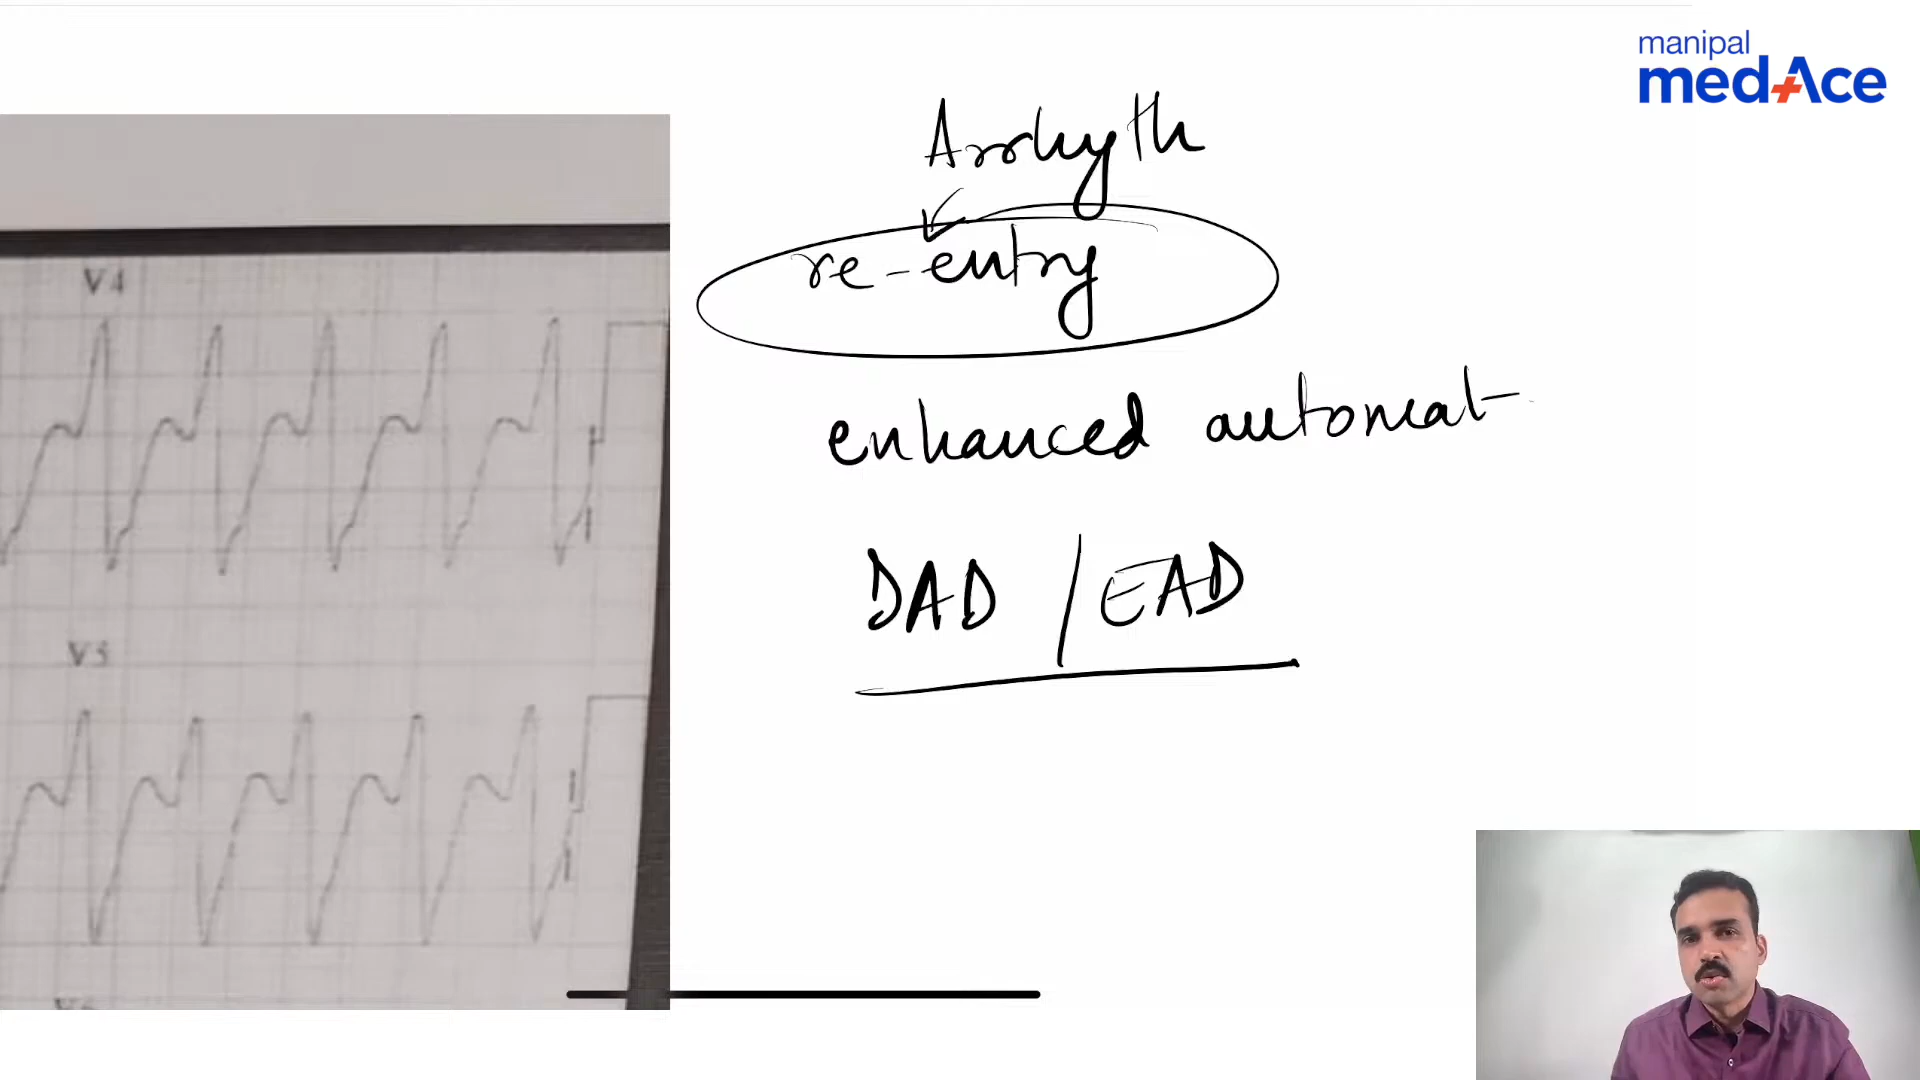 manipal
medAce
Arrhyth
re-entry
enhanced automat-
DAD / EAD
V4
V5